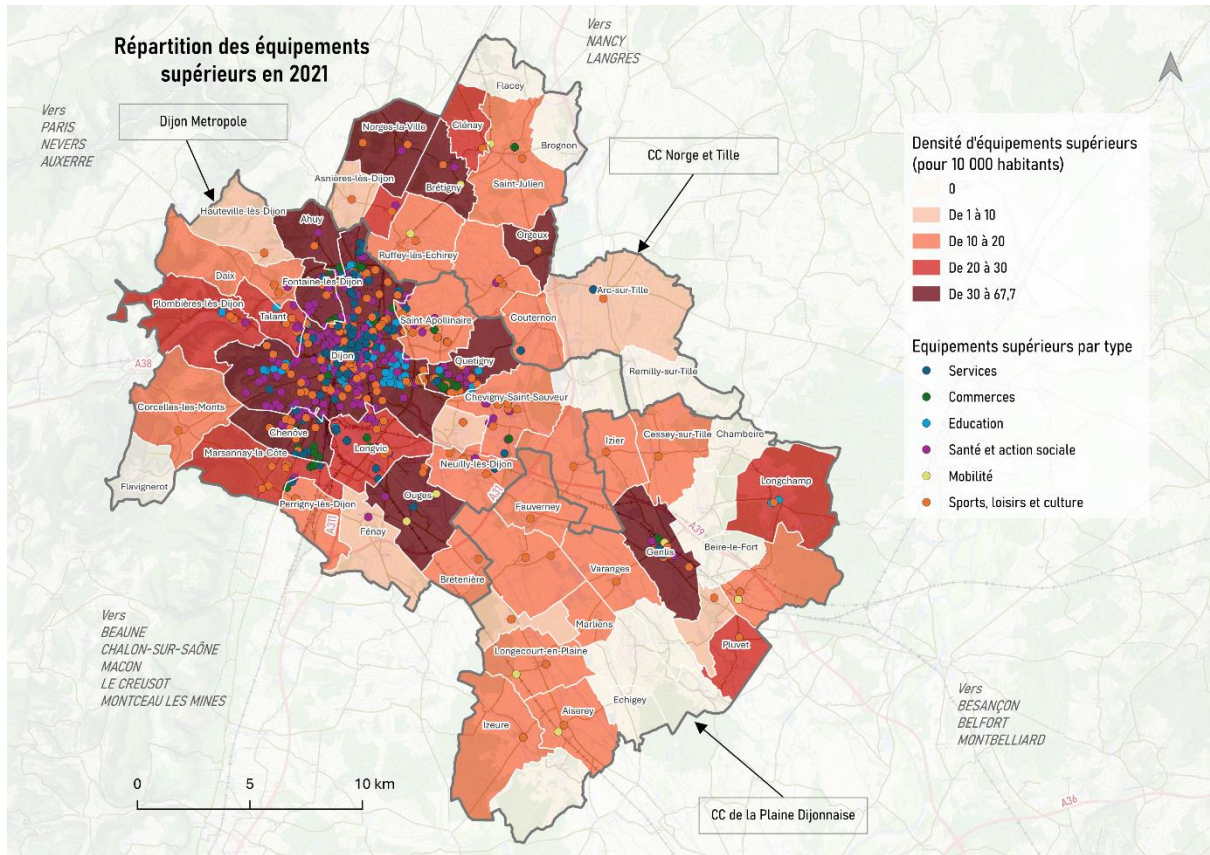 Répartition des équipements
supérieurs en 2021
Vers
NANCY
LANGRES
Vers
PARIS
NEVERS
AUXERRE
Dijon Metropole
CC Norge et Tille
Densité d'équipements supérieurs
(pour 10 000 habitants)
0
De 1 à 10
De 10 à 20
De 20 à 30
De 30 à 67,7
Equipements supérieurs par type
Services
Commerces
Education
Santé et action sociale
Mobilité
Sports, loisirs et culture
Flacey
Norges-la-Ville
Clénay
Brognon
Asnières-lès-Dijon
Brétigny
Saint-Julien
Hauteville-lès-Dijon
Ahuy
Orgeux
Ruffey-lès-Echirey
Daix
Fontaine-lès-Dijon
Arc-sur-Tille
Plombières-lès-Dijon
Talant
Saint-Apollinaire
Couternon
Dijon
Quetigny
A38
Remilly-sur-Tille
Chevigny-Saint-Sauveur
Corcelles-les-Monts
Chenôve
Izier
Cessey-sur-Tille
Chambeire
Marsannay-la-Côte
Longvic
Neuilly-lès-Dijon
Longchamp
Flavignerot
Ouges
A31
Perrigny-lès-Dijon
A311
Fauverney
Fénay
A39
Genlis
Beire-le-Fort
Bretenière
Varanges
Marliens
Pluvet
Longecourt-en-Plaine
Echigey
Izeure
Aiserey
Vers
BEAUNE
CHALON-SUR-SAÔNE
MACON
LE CREUSOT
MONTCEAU LES MINES
Vers
BESANÇON
BELFORT
MONTBELLIARD
0 5 10 km
CC de la Plaine Dijonnaise
A36